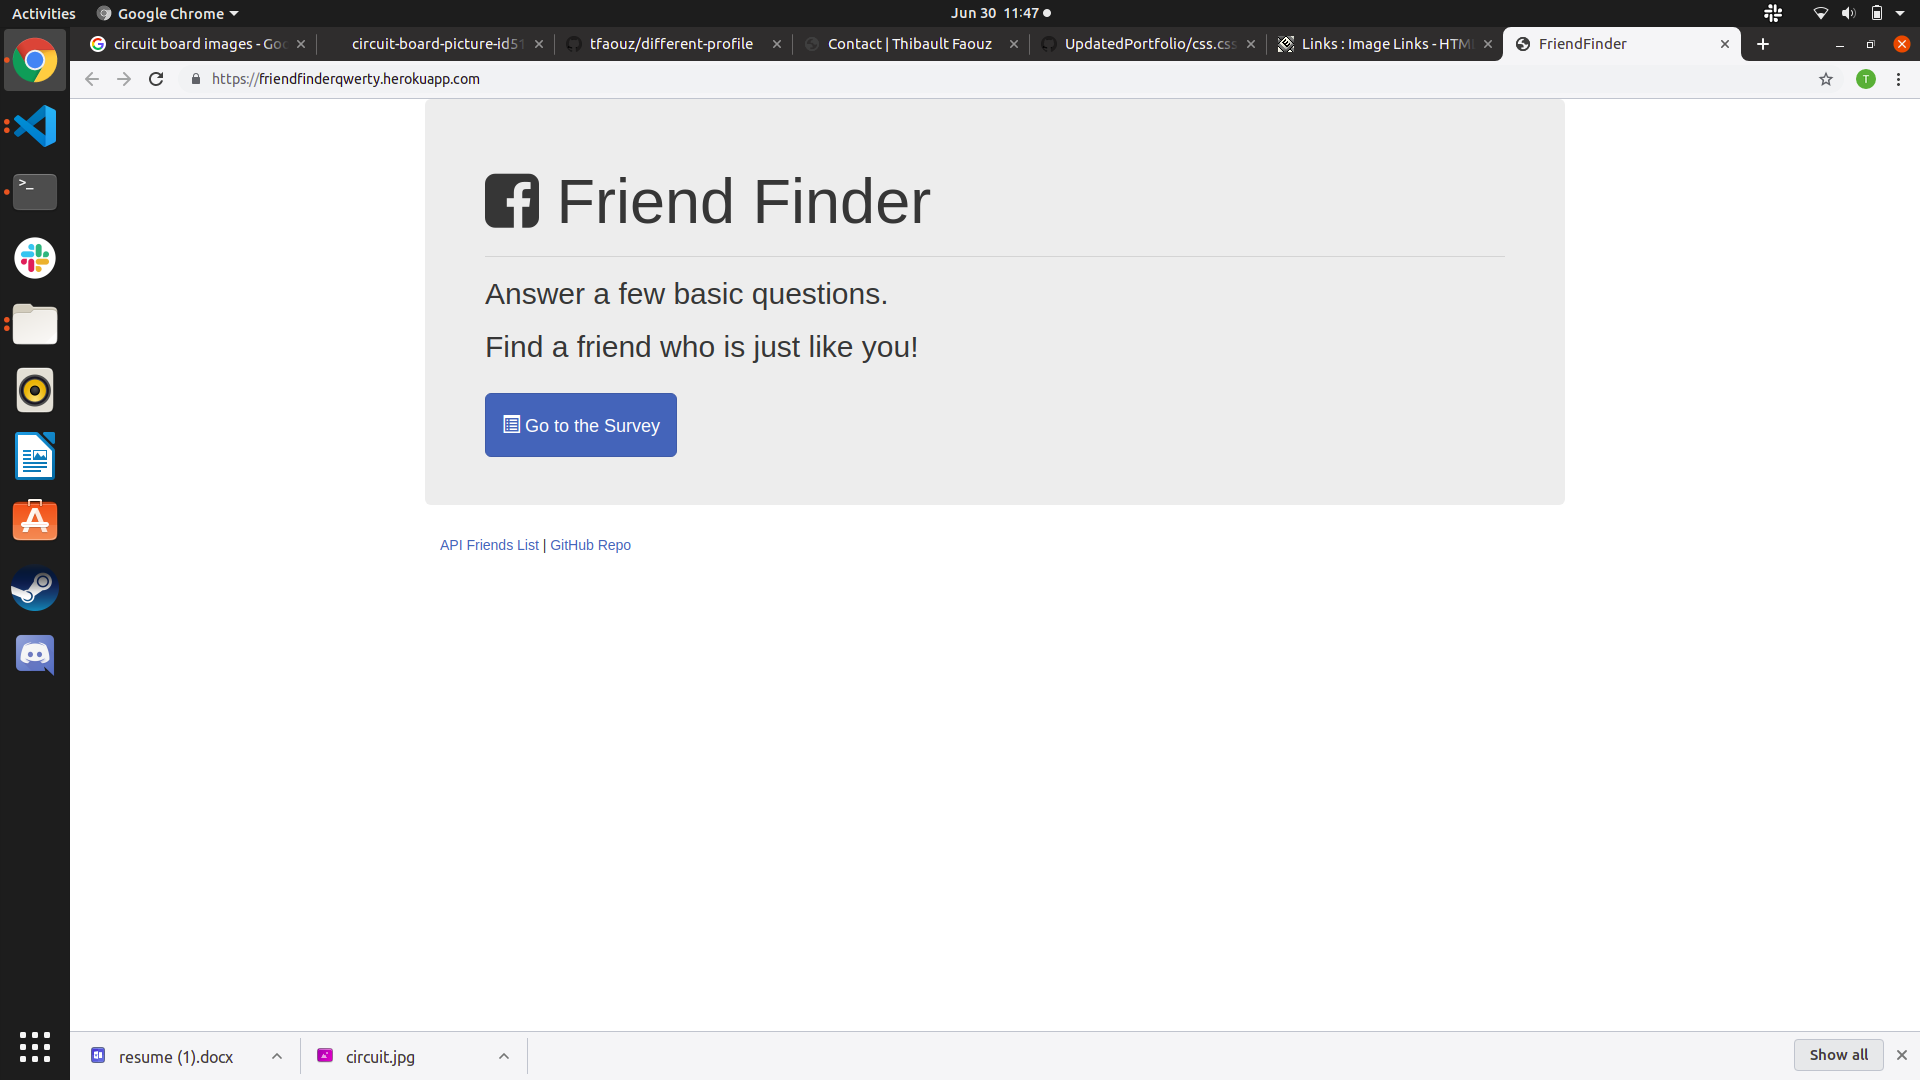 Activities
Google Chrome
Jun 30 11:47
circuit board images - Goo
circuit-board-picture-id51
tfaouz/different-profile
Contact | Thibault Faouz
UpdatedPortfolio/css.css
Links : Image Links - HTML
FriendFinder
https://friendfinderqwerty.herokuapp.com
T
Friend Finder
Answer a few basic questions.
Find a friend who is just like you!
Go to the Survey
API Friends List | GitHub Repo
resume (1).docx
circuit.jpg
Show all